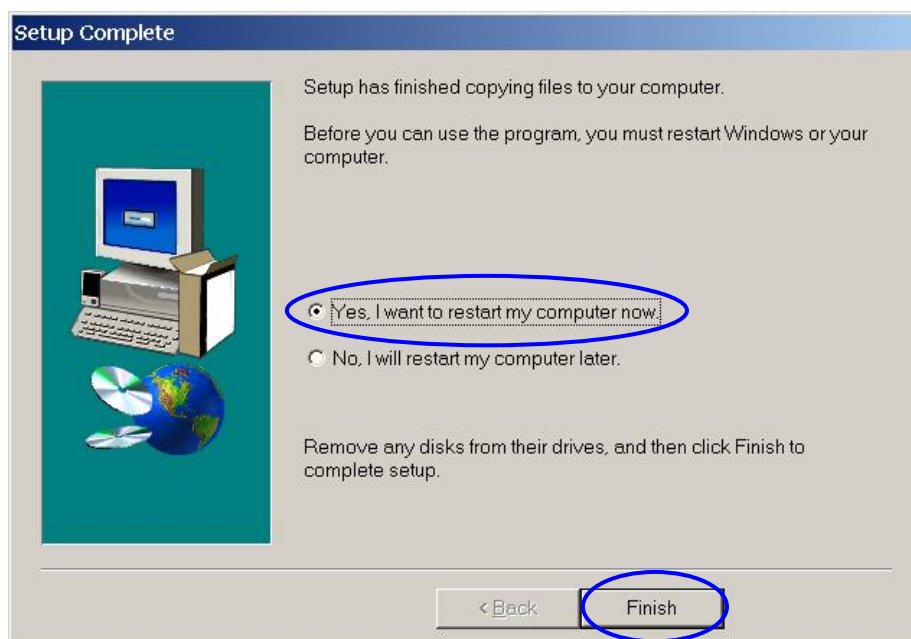 Setup Complete
Setup has finished copying files to your computer.
Before you can use the program, you must restart Windows or your
computer.
Yes, I want to restart my computer now.
No, I will restart my computer later.
Remove any disks from their drives, and then click Finish to
complete setup.
< Back
Finish